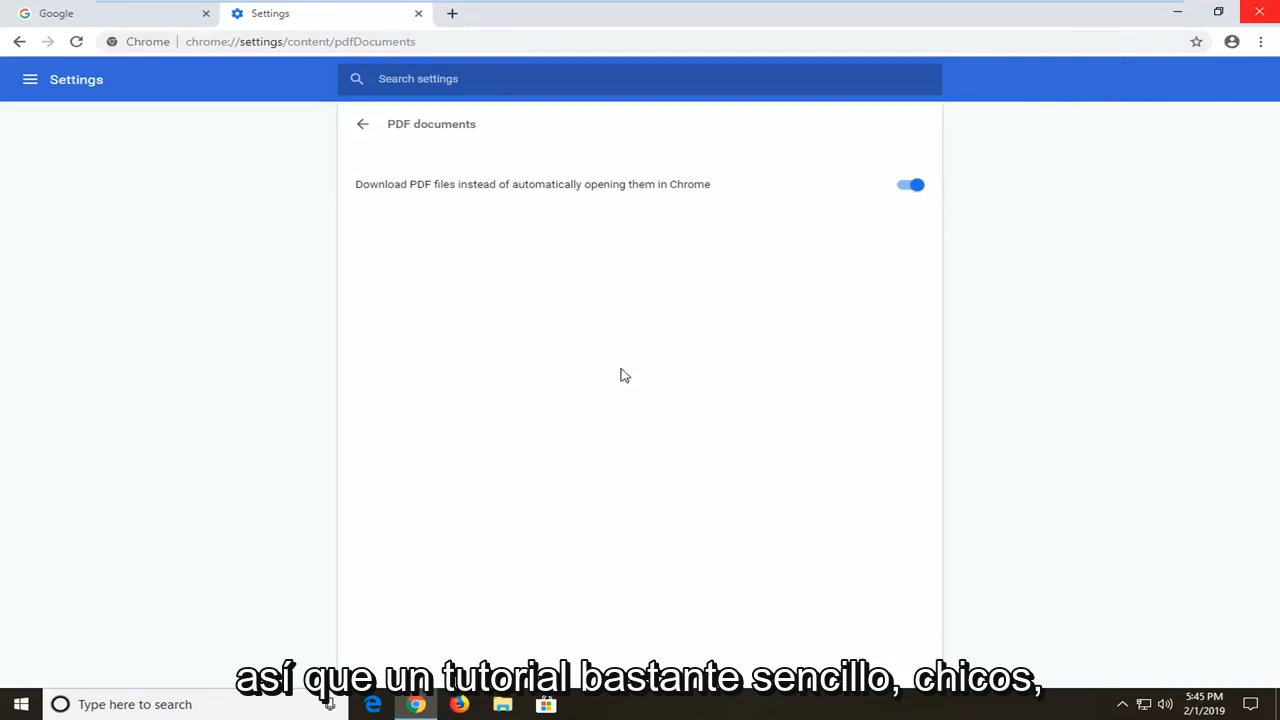 Google
Settings
Chrome
chrome://settings/content/pdfDocuments
Settings
Search settings
PDF documents
Download PDF files instead of automatically opening them in Chrome
así que un tutorial bastante sencillo, chicos,
Type here to search
5:45 PM
2/1/2019